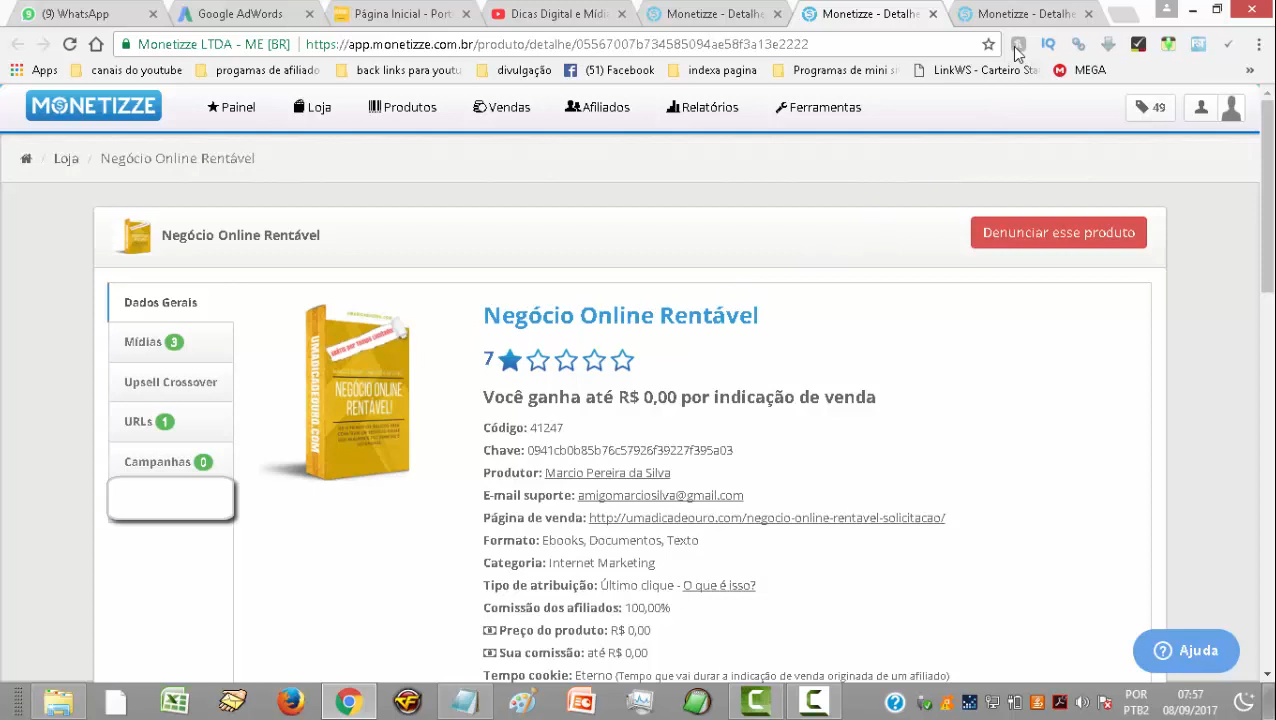 (9) WhatsApp
Google AdWords
Página Inicial - Port
Dicas Digital e Mídi
Monetizze - Detalhe
Monetizze - Detalhe
Monetizze - Detalhe
Monetizze LTDA - ME [BR]
https://app.monetizze.com.br/produto/detalhe/05567007b734585094ae58f3a13e2222
Apps
canais do youtube
progamas de afiliado
back links para youtu
divulgação
(1) Facebook
indexa pagina
Programas de mini si
LinkWS - Carteiro Sta
MEGA
MONETIZZE
Painel
Loja
Produtos
Vendas
Afiliados
Relatórios
Ferramentas
49
/ Loja / Negócio Online Rentável
Negócio Online Rentável
Denunciar esse produto
Dados Gerais
Mídias 3
Upsell Crossover
URLs 1
Campanhas 0
UMADICADEOURO.COM
NEGÓCIO ONLINE
RENTÁVEL!
Negócio Online Rentável
7
Você ganha até R$ 0,00 por indicação de venda
Código: 41247
Chave: 0941cb0b85b76c57926f39227f395a03
Produtor: Marcio Pereira da Silva
E-mail suporte: amigomarciosilva@gmail.com
Página de venda: http://umadicadeouro.com/negocio-online-rentavel-solicitacao/
Formato: Ebooks, Documentos, Texto
Categoria: Internet Marketing
Tipo de atribuição: Último clique - O que é isso?
Comissão dos afiliados: 100,00%
Preço do produto: R$ 0,00
Sua comissão: até R$ 0,00
Tempo cookie: Eterno (Tempo que vai durar a indicação de venda originada de um afiliado)
Ajuda
POR
PTB2
07:57
08/09/2017